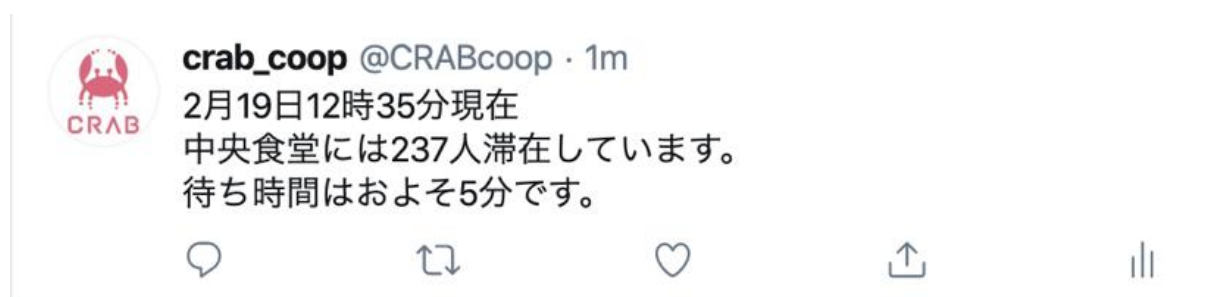 crab_coop @CRABcoop · 1m
2月19日12時35分現在
中央食堂には237人滞在しています。
待ち時間はおよそ5分です。
CRAB